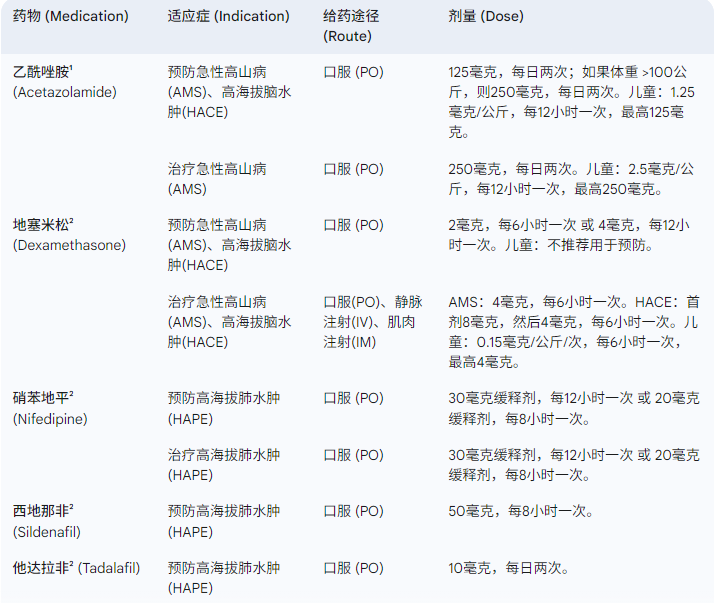 药物 (Medication)
适应症 (Indication)
给药途径
(Route)
剂量 (Dose)
乙酰唑胺¹
(Acetazolamide)
预防急性高山病
(AMS)、高海拔脑水
肿(HACE)
口服 (PO)
125毫克，每日两次；如果体重 >100公
斤，则250毫克，每日两次。儿童：1.25
毫克/公斤，每12小时一次，最高125毫
克。
治疗急性高山病
(AMS)
口服 (PO)
250毫克，每日两次。儿童：2.5毫克/公
斤，每12小时一次，最高250毫克。
地塞米松²
(Dexamethasone)
预防急性高山病
(AMS)、高海拔脑水
肿(HACE)
口服 (PO)
2毫克，每6小时一次 或 4毫克，每12小
时一次。儿童：不推荐用于预防。
治疗急性高山病
(AMS)、高海拔脑水
肿(HACE)
口服(PO)、静脉
注射(IV)、肌肉
注射(IM)
AMS：4毫克，每6小时一次。HACE：首
剂8毫克，然后4毫克，每6小时一次。儿
童：0.15毫克/公斤/次，每6小时一次，
最高4毫克。
硝苯地平²
(Nifedipine)
预防高海拔肺水肿
(HAPE)
口服 (PO)
30毫克缓释剂，每12小时一次 或 20毫克
缓释剂，每8小时一次。
治疗高海拔肺水肿
(HAPE)
口服 (PO)
30毫克缓释剂，每12小时一次 或 20毫克
缓释剂，每8小时一次。
西地那非²
(Sildenafil)
预防高海拔肺水肿
(HAPE)
口服 (PO)
50毫克，每8小时一次。
他达拉非² (Tadalafil)
预防高海拔肺水肿
(HAPE)
口服 (PO)
10毫克，每日两次。